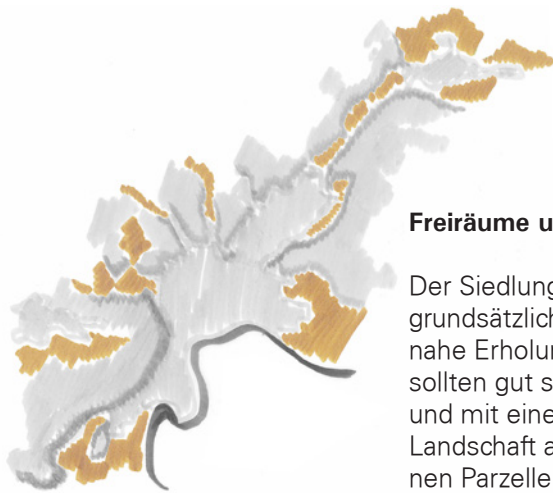 Freiräume u
Der Siedlung
grundsätzlich
nahe Erholun
sollten gut s
und mit eine
Landschaft a
nen Parzelle